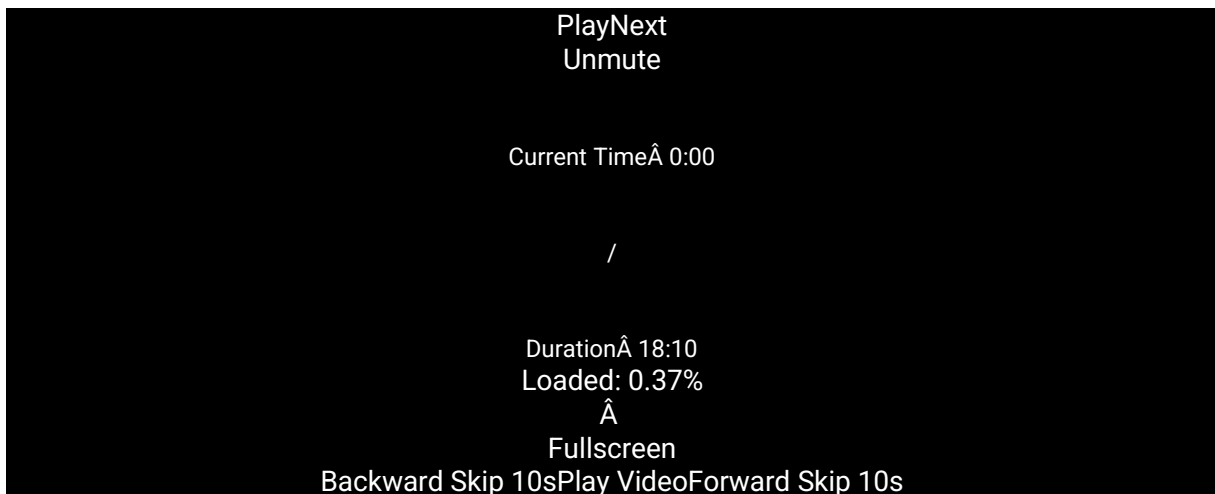 PlayNext
Unmute
Current TimeÂ 0:00
/
DurationÂ 18:10
Loaded: 0.37%
Â
Fullscreen
Backward Skip 10sPlay VideoForward Skip 10s